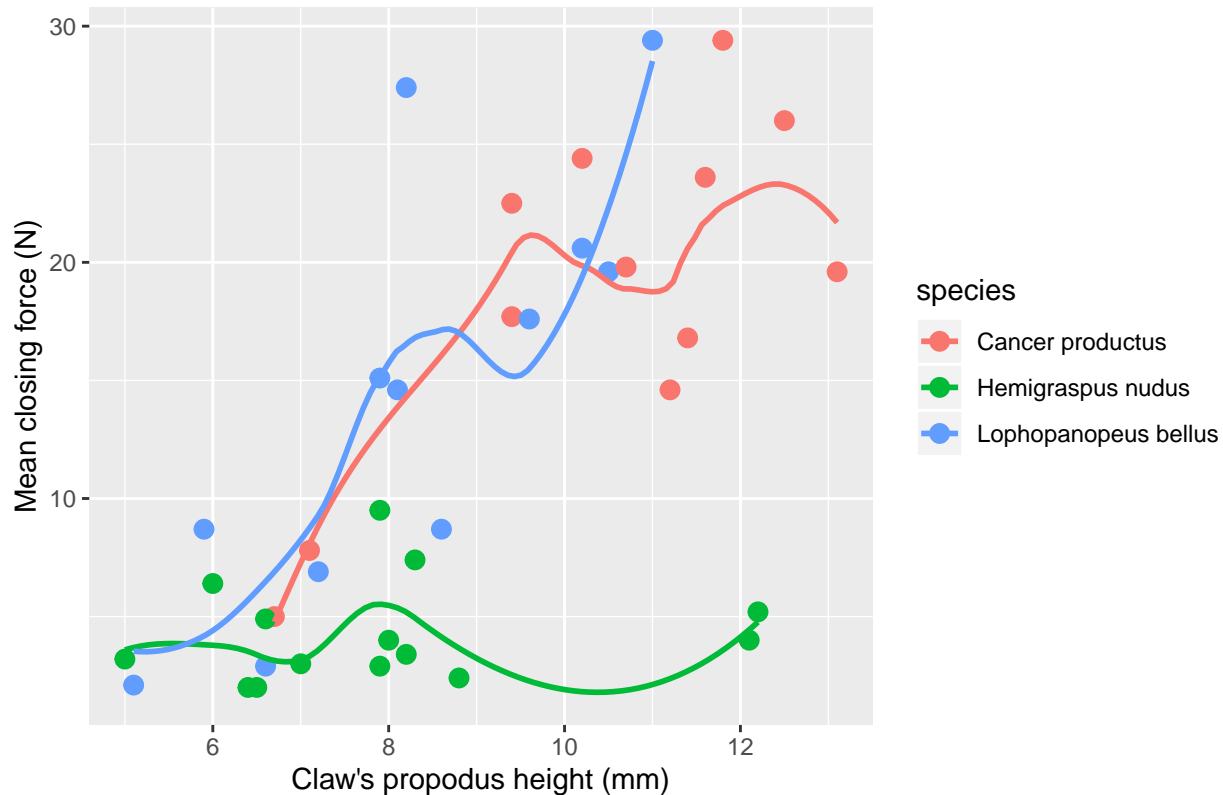 30
20
10
Mean closing force (N)
6 8 10 12
Claw's propodus height (mm)
species
Cancer productus
Hemigraspus nudus
Lophopanopeus bellus